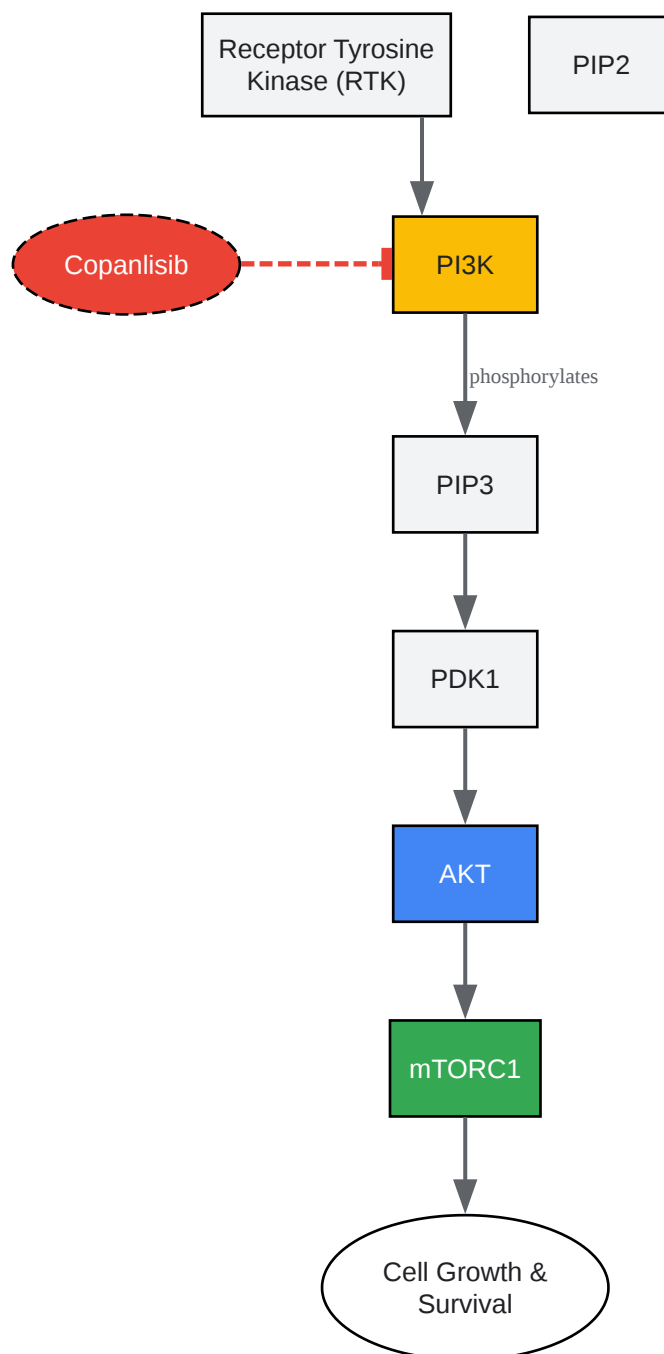 Receptor Tyrosine
Kinase (RTK)
PIP2
Copanlisib
PI3K
phosphorylates
PIP3
PDK1
AKT
mTORC1
Cell Growth &
Survival